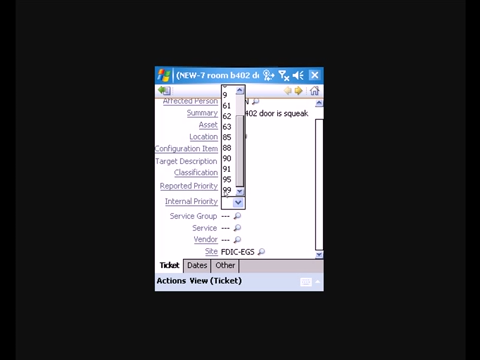 (NEW-7 room b402 do
Affected Person
Summary 402 door is squeak
Asset
Location
Configuration Item
Target Description
Classification
Reported Priority
Internal Priority
9
61
62
63
85
88
90
91
95
99
Service Group ---
Service ---
Vendor ---
Site FDIC-EGS
Ticket Dates Other
Actions View (Ticket)